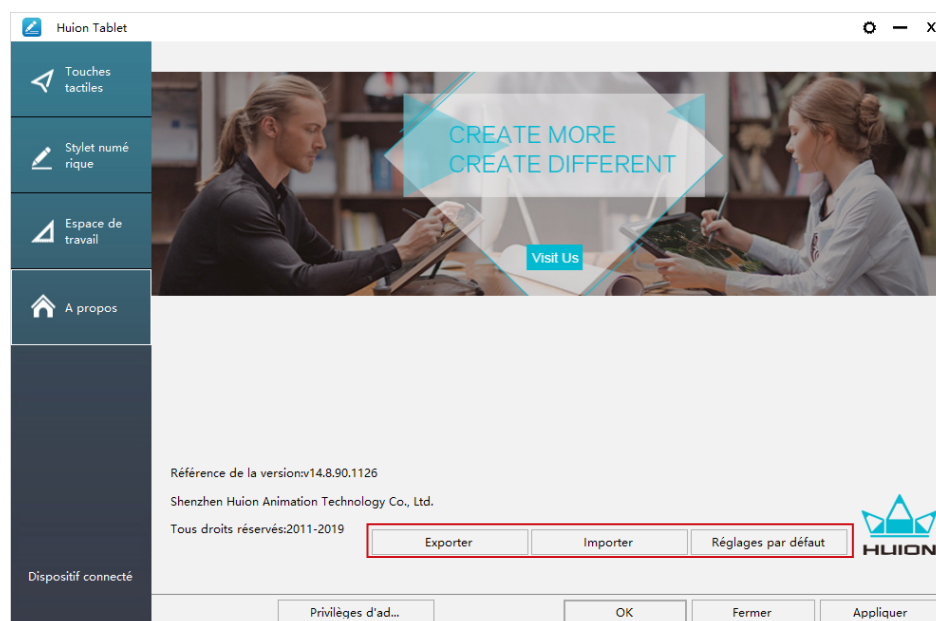 Huion Tablet
Touches
tactiles
Stylet numé
rique
Espace de
travail
A propos
CREATE MORE
CREATE DIFFERENT
Visit Us
Référence de la version:v14.8.90.1126
Shenzhen Huion Animation Technology Co., Ltd.
Tous droits réservés:2011-2019
Exporter
Importer
Réglages par défaut
HUION
Dispositif connecté
Privilèges d'ad...
OK
Fermer
Appliquer